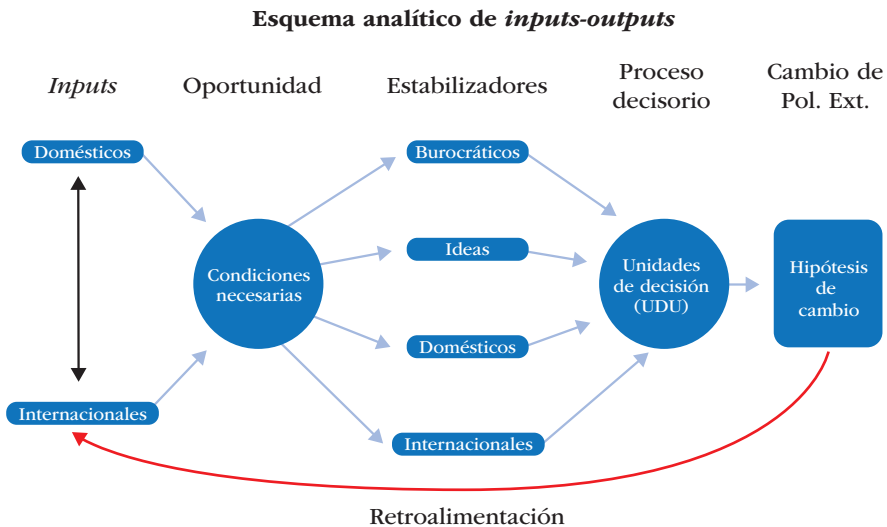 Esquema analítico de inputs-outputs
Inputs
Oportunidad
Estabilizadores
Proceso
decisorio
Cambio de
Pol. Ext.
Domésticos
Internacionales
Condiciones
necesarias
Burocráticos
Ideas
Domésticos
Internacionales
Unidades
de decisión
(UDU)
Hipótesis
de
cambio
Retroalimentación